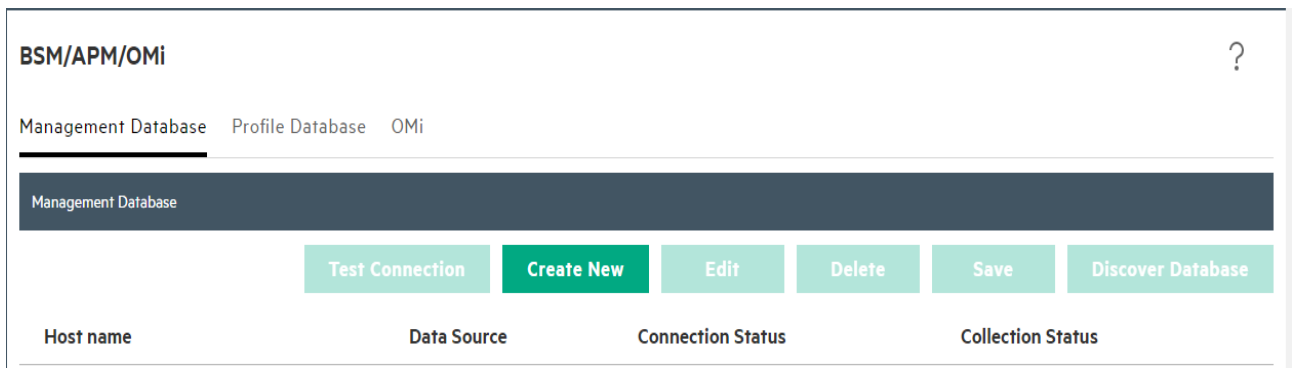 BSM/APM/OMi ?
Management Database Profile Database OMi
Management Database
Test Connection Create New Edit Delete Save Discover Database
Host name Data Source Connection Status Collection Status